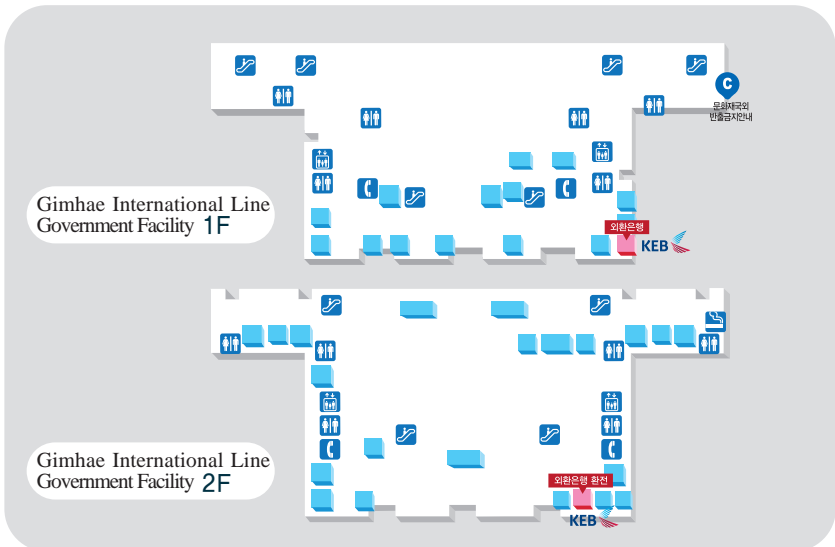 C
문화재국외
반출금지안내
Gimhae International Line
Government Facility 1F
외환은행
KEB
Gimhae International Line
Government Facility 2F
외환은행 환전
KEB